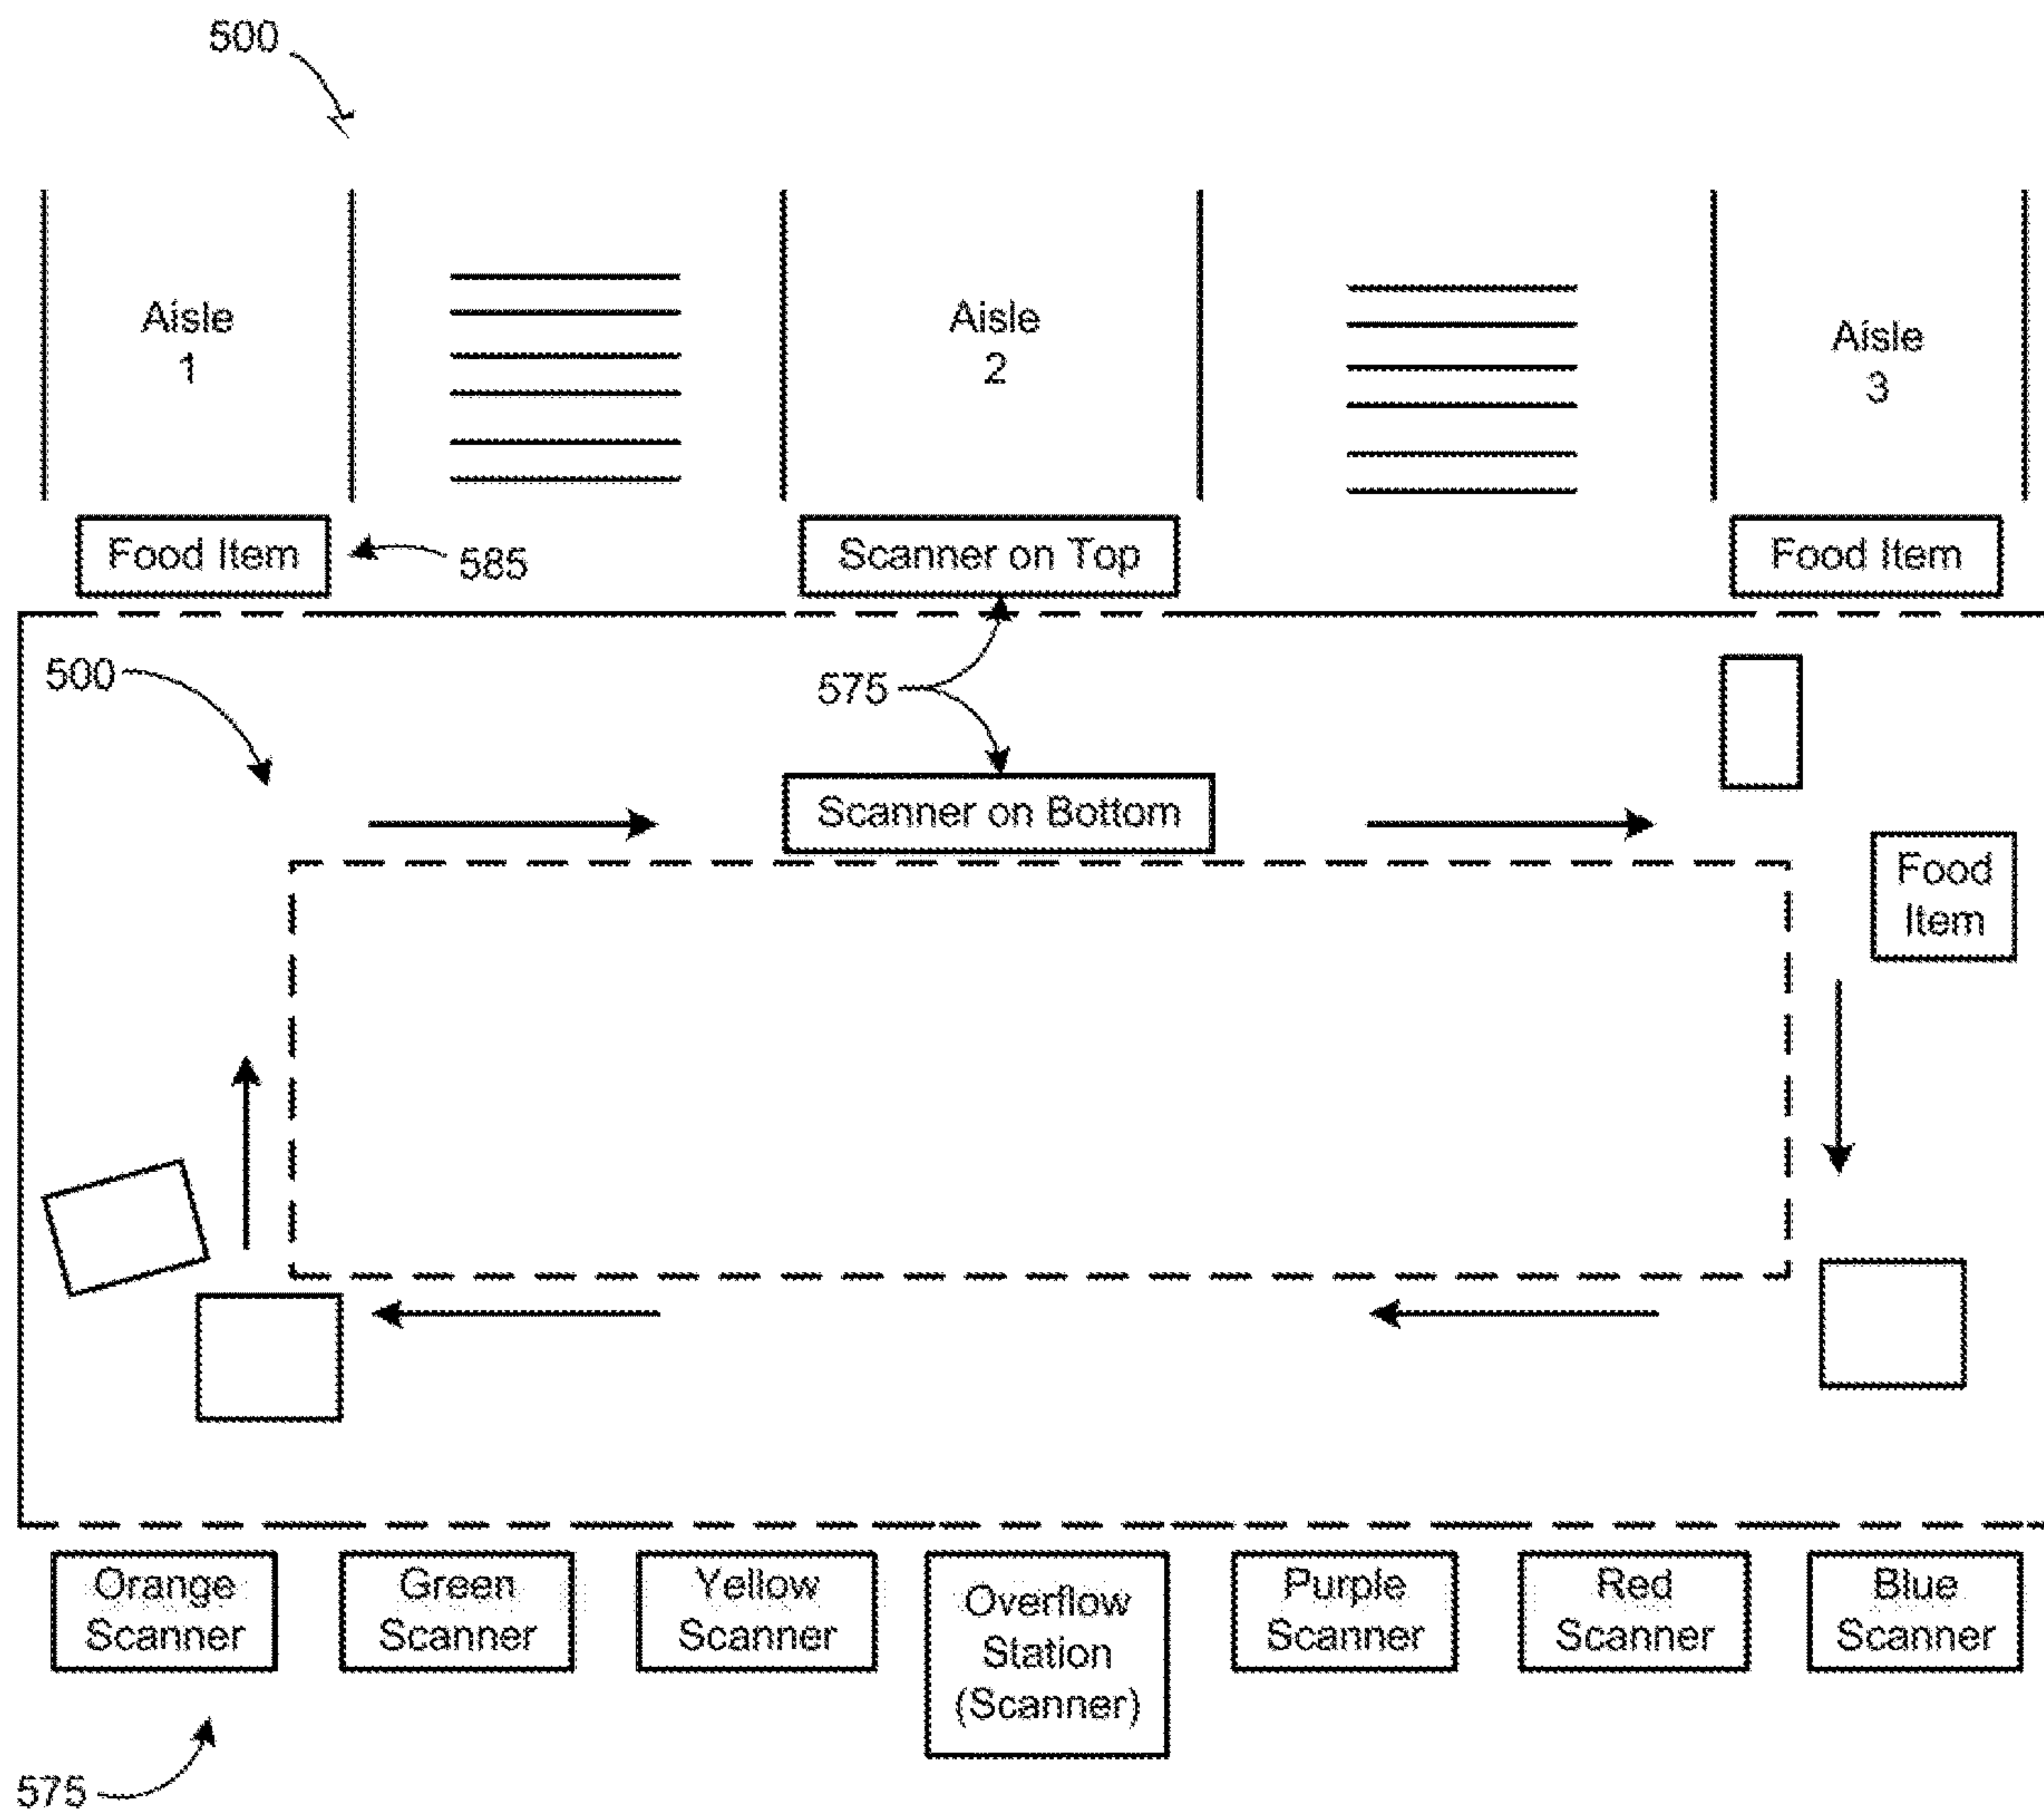 500
Aisle
1
Aisle
2
Aisle
3
Food Item
585
Scanner on Top
Food Item
500
575
Scanner on Bottom
Food
Item
Orange
Scanner
Green
Scanner
Yellow
Scanner
Overflow
Station
(Scanner)
Purple
Scanner
Red
Scanner
Blue
Scanner
575